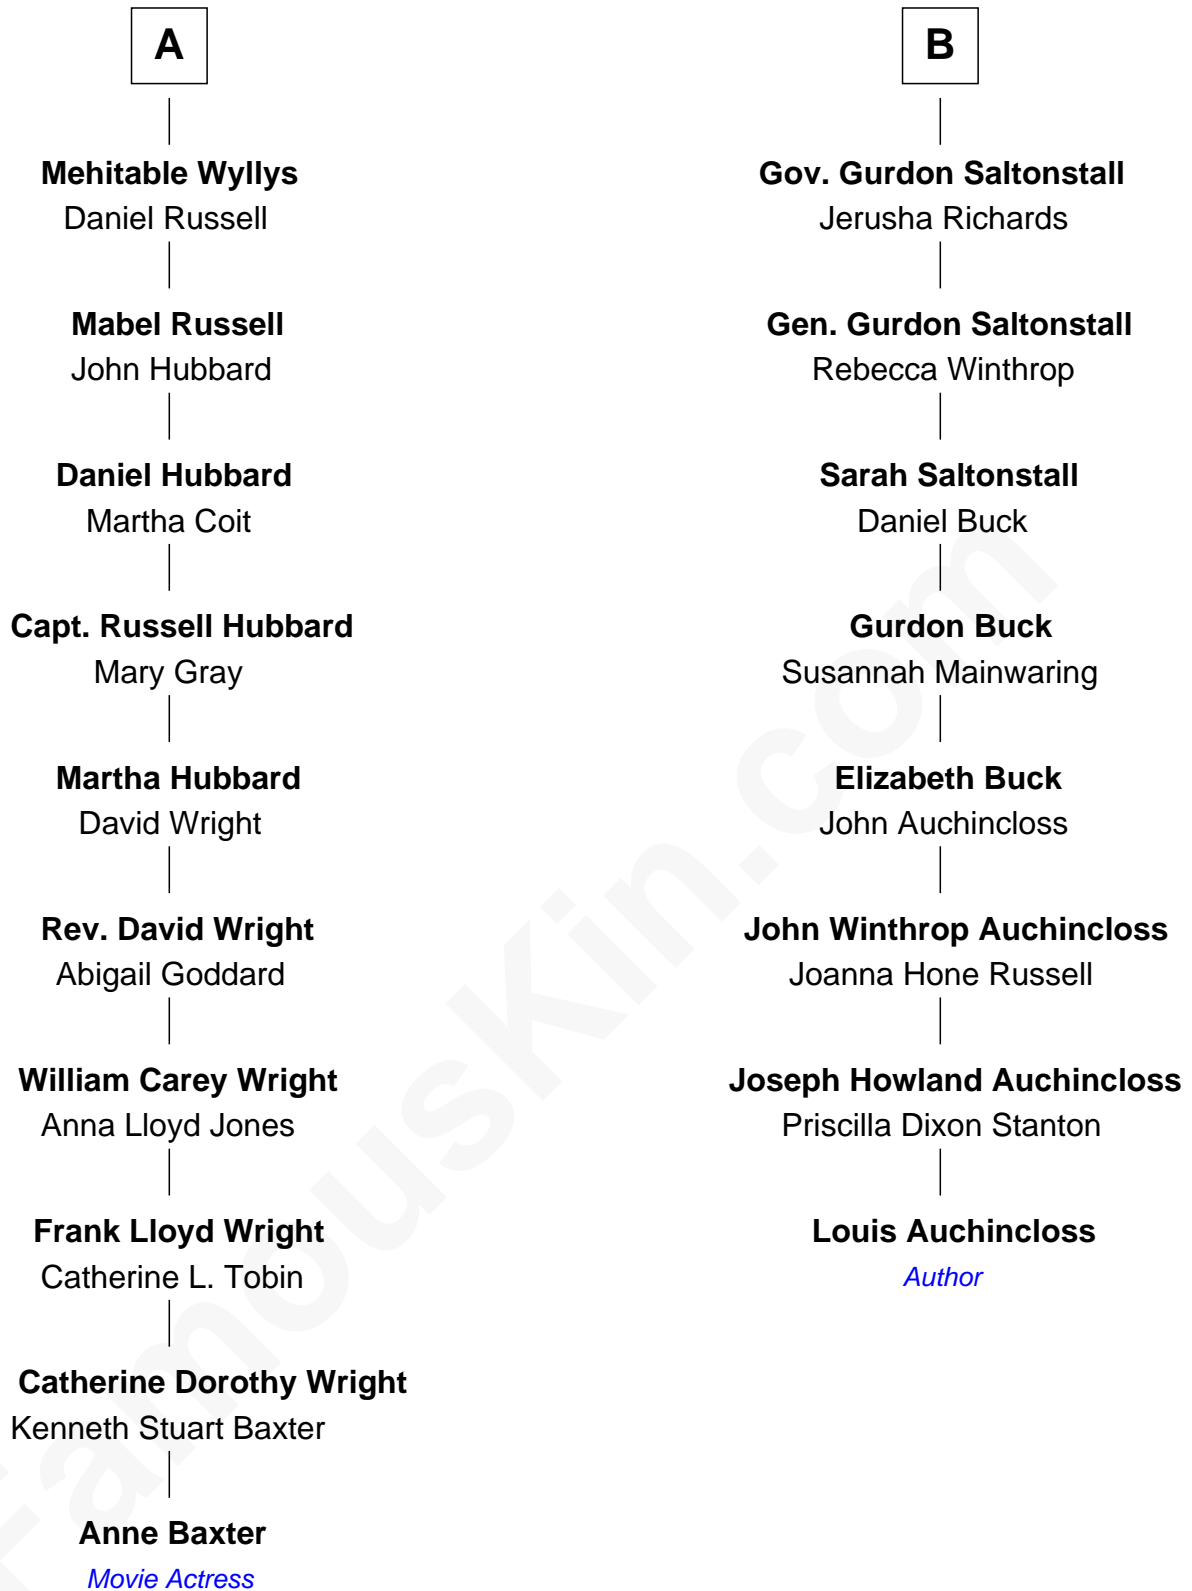 A
Mehitable Wyllys
Daniel Russell
Mabel Russell
John Hubbard
Daniel Hubbard
Martha Coit
Capt. Russell Hubbard
Mary Gray
Martha Hubbard
David Wright
Rev. David Wright
Abigail Goddard
William Carey Wright
Anna Lloyd Jones
Frank Lloyd Wright
Catherine L. Tobin
Catherine Dorothy Wright
Kenneth Stuart Baxter
Anne Baxter
Movie Actress
B
Gov. Gurdon Saltonstall
Jerusha Richards
Gen. Gurdon Saltonstall
Rebecca Winthrop
Sarah Saltonstall
Daniel Buck
Gurdon Buck
Susannah Mainwaring
Elizabeth Buck
John Auchincloss
John Winthrop Auchincloss
Joanna Hone Russell
Joseph Howland Auchincloss
Priscilla Dixon Stanton
Louis Auchincloss
Author
FamousKin.com